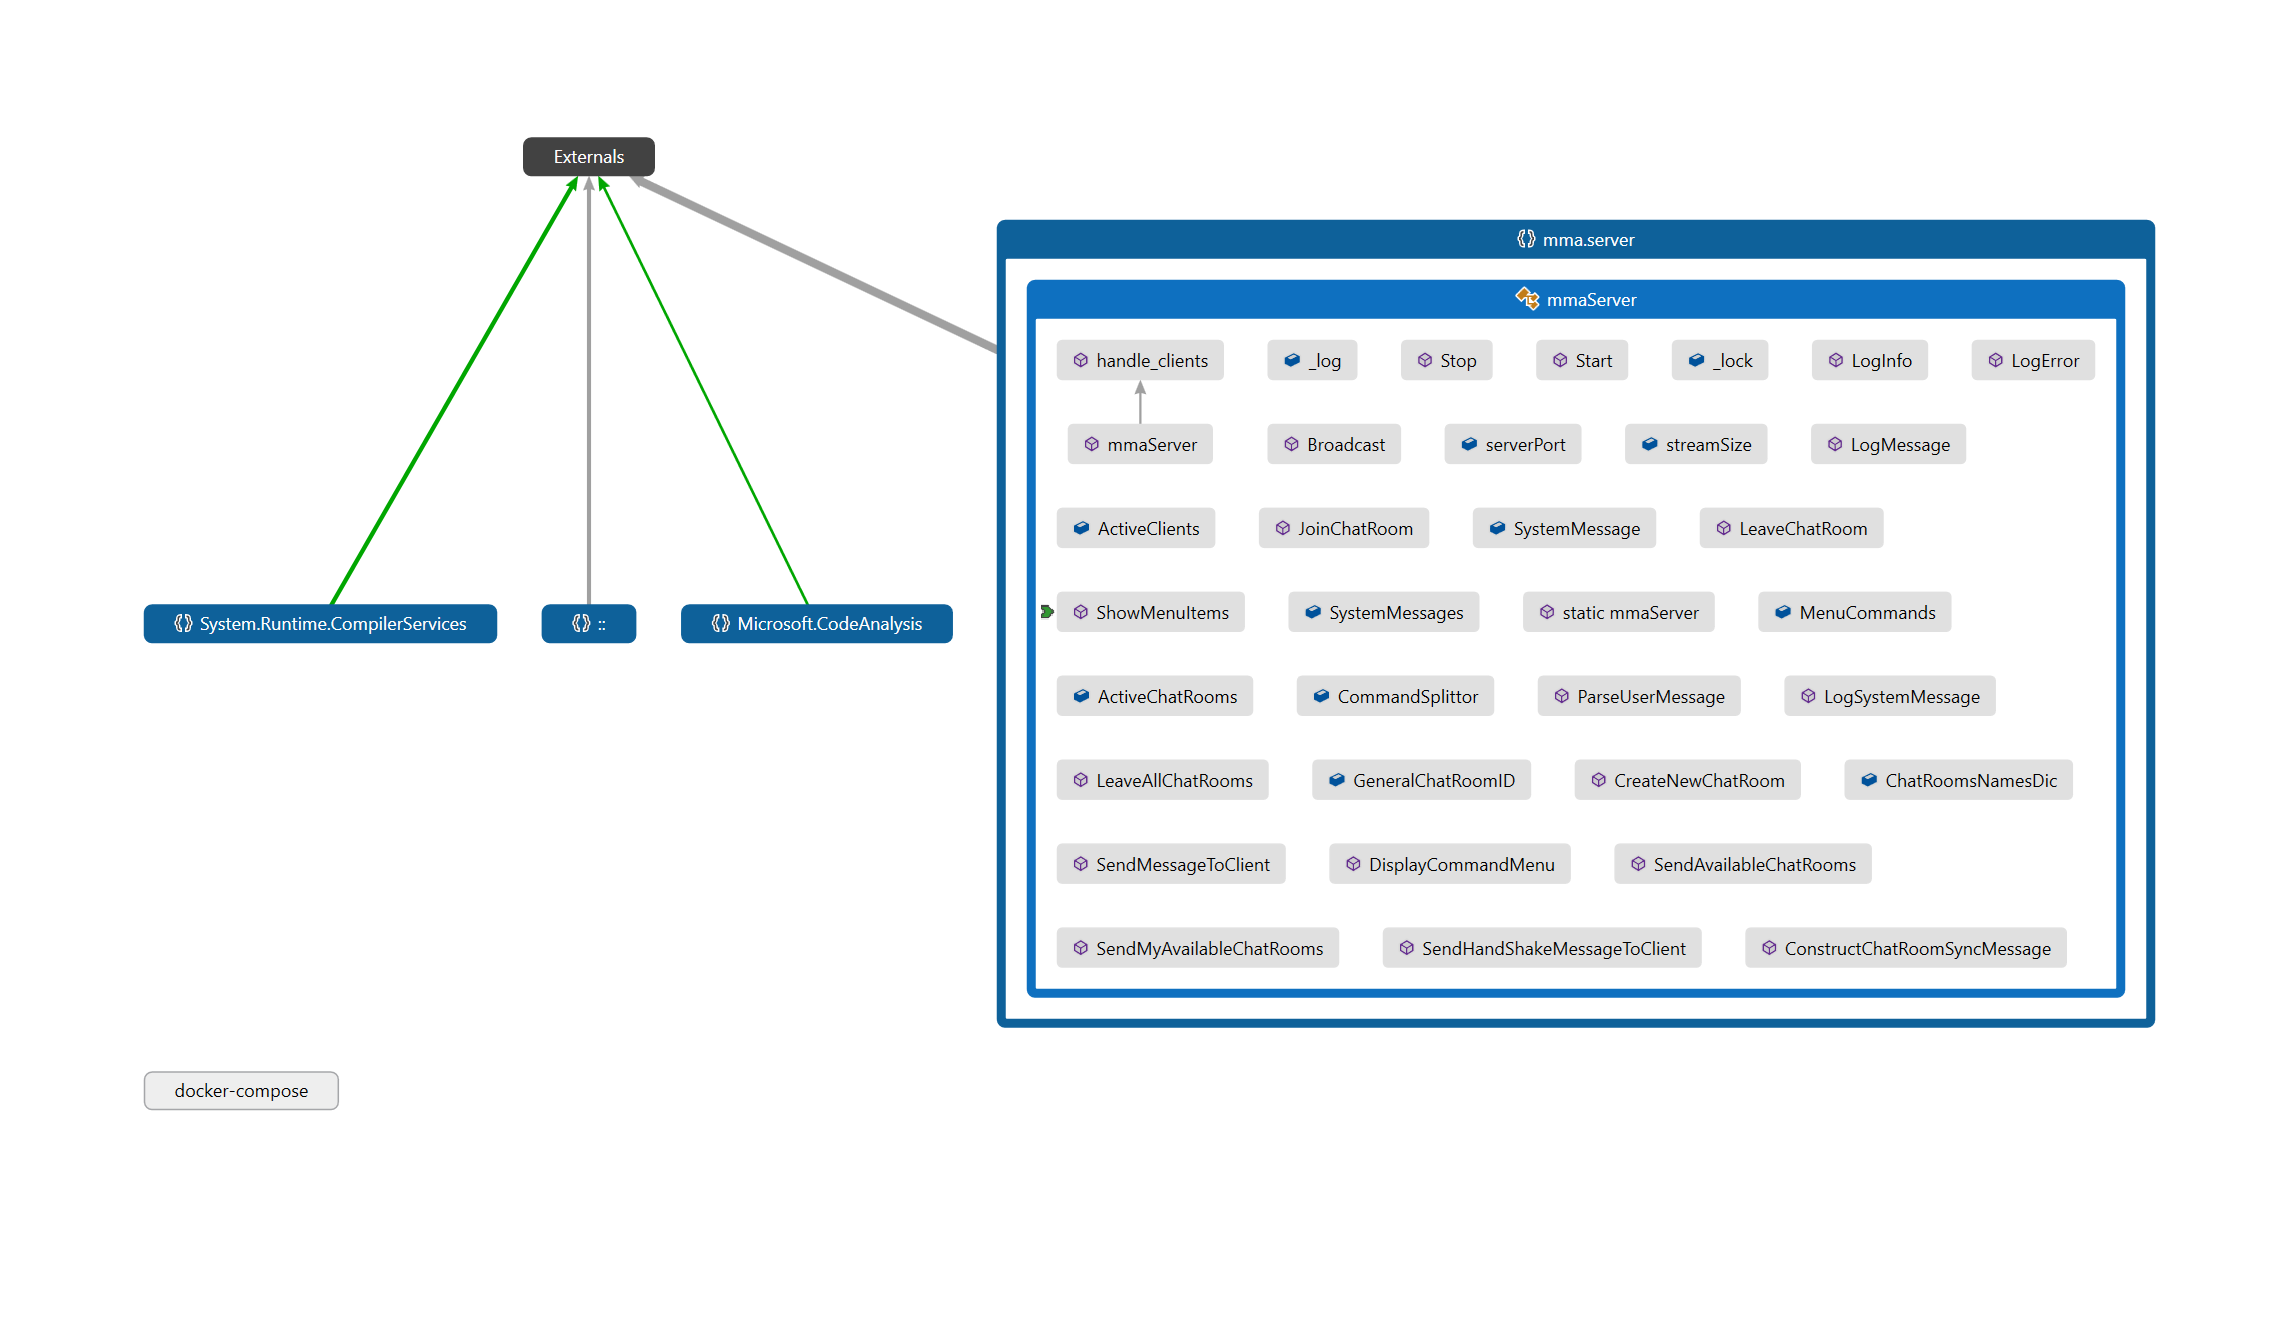 Externals
mma.server
mmaServer
handle_clients
_log
Stop
Start
_lock
LogInfo
LogError
mmaServer
Broadcast
serverPort
streamSize
LogMessage
ActiveClients
JoinChatRoom
SystemMessage
LeaveChatRoom
ShowMenuItems
SystemMessages
static mmaServer
MenuCommands
System.Runtime.CompilerServices
::
Microsoft.CodeAnalysis
ActiveChatRooms
CommandSplittor
ParseUserMessage
LogSystemMessage
LeaveAllChatRooms
GeneralChatRoomID
CreateNewChatRoom
ChatRoomsNamesDic
SendMessageToClient
DisplayCommandMenu
SendAvailableChatRooms
SendMyAvailableChatRooms
SendHandShakeMessageToClient
ConstructChatRoomSyncMessage
docker-compose